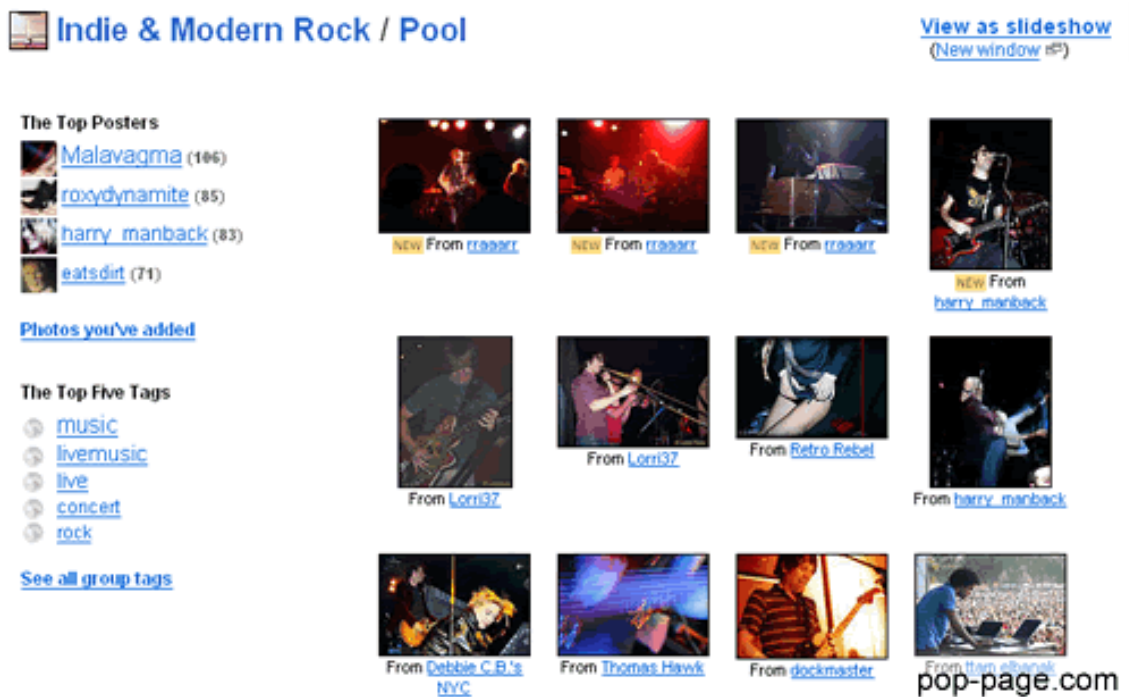 Indie & Modern Rock / Pool
View as slideshow
(New window)
The Top Posters
Malavagma (106)
roxydynamite (85)
harry_manback (83)
eatsdirt (71)
Photos you've added
The Top Five Tags
music
livemusic
live
concert
rock
See all group tags
NEW From rraaarr
NEW From rraaarr
NEW From rraaarr
NEW From
harry_manback
From Lorri37
From Lorri37
From Retro Rebel
From harry_manback
From Debbie C.B.'s
NYC
From Thomas Hawk
From dockmaster
From ttam elbanak
pop-page.com